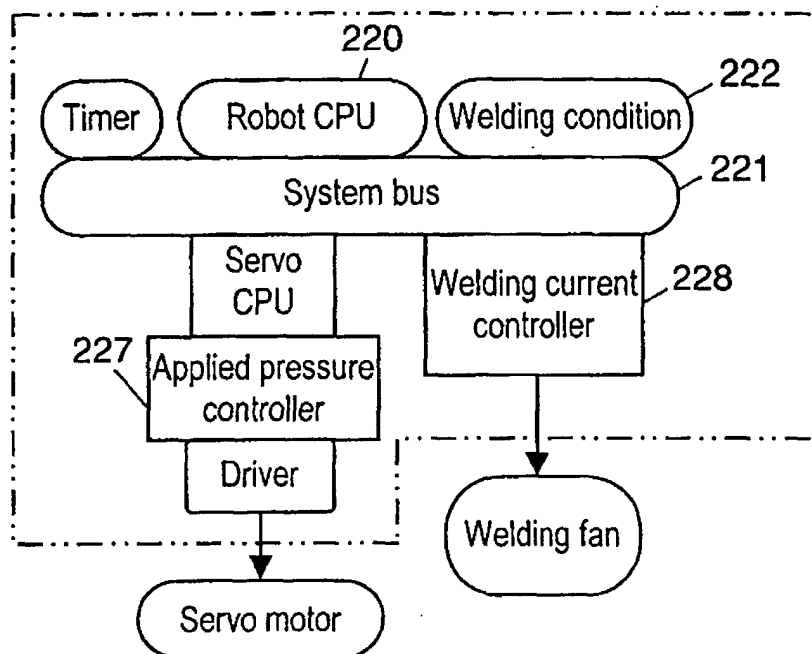 220
222
Timer
Robot CPU
Welding condition
221
System bus
Servo
CPU
Welding current
controller
228
227
Applied pressure
controller
Driver
Welding fan
Servo motor